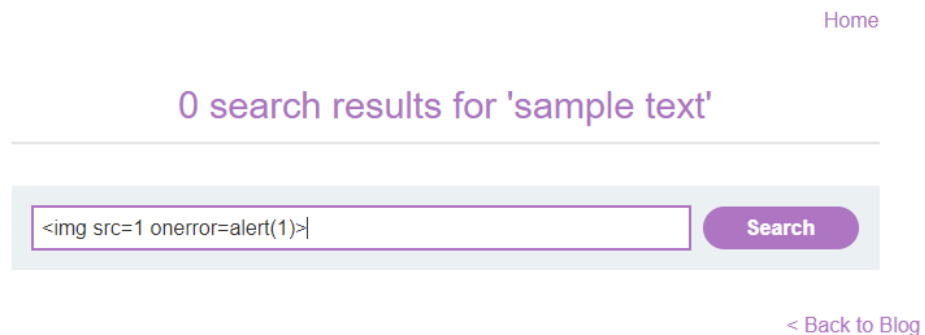 Home
0 search results for 'sample text'
<img src=1 onerror=alert(1)>
Search
< Back to Blog